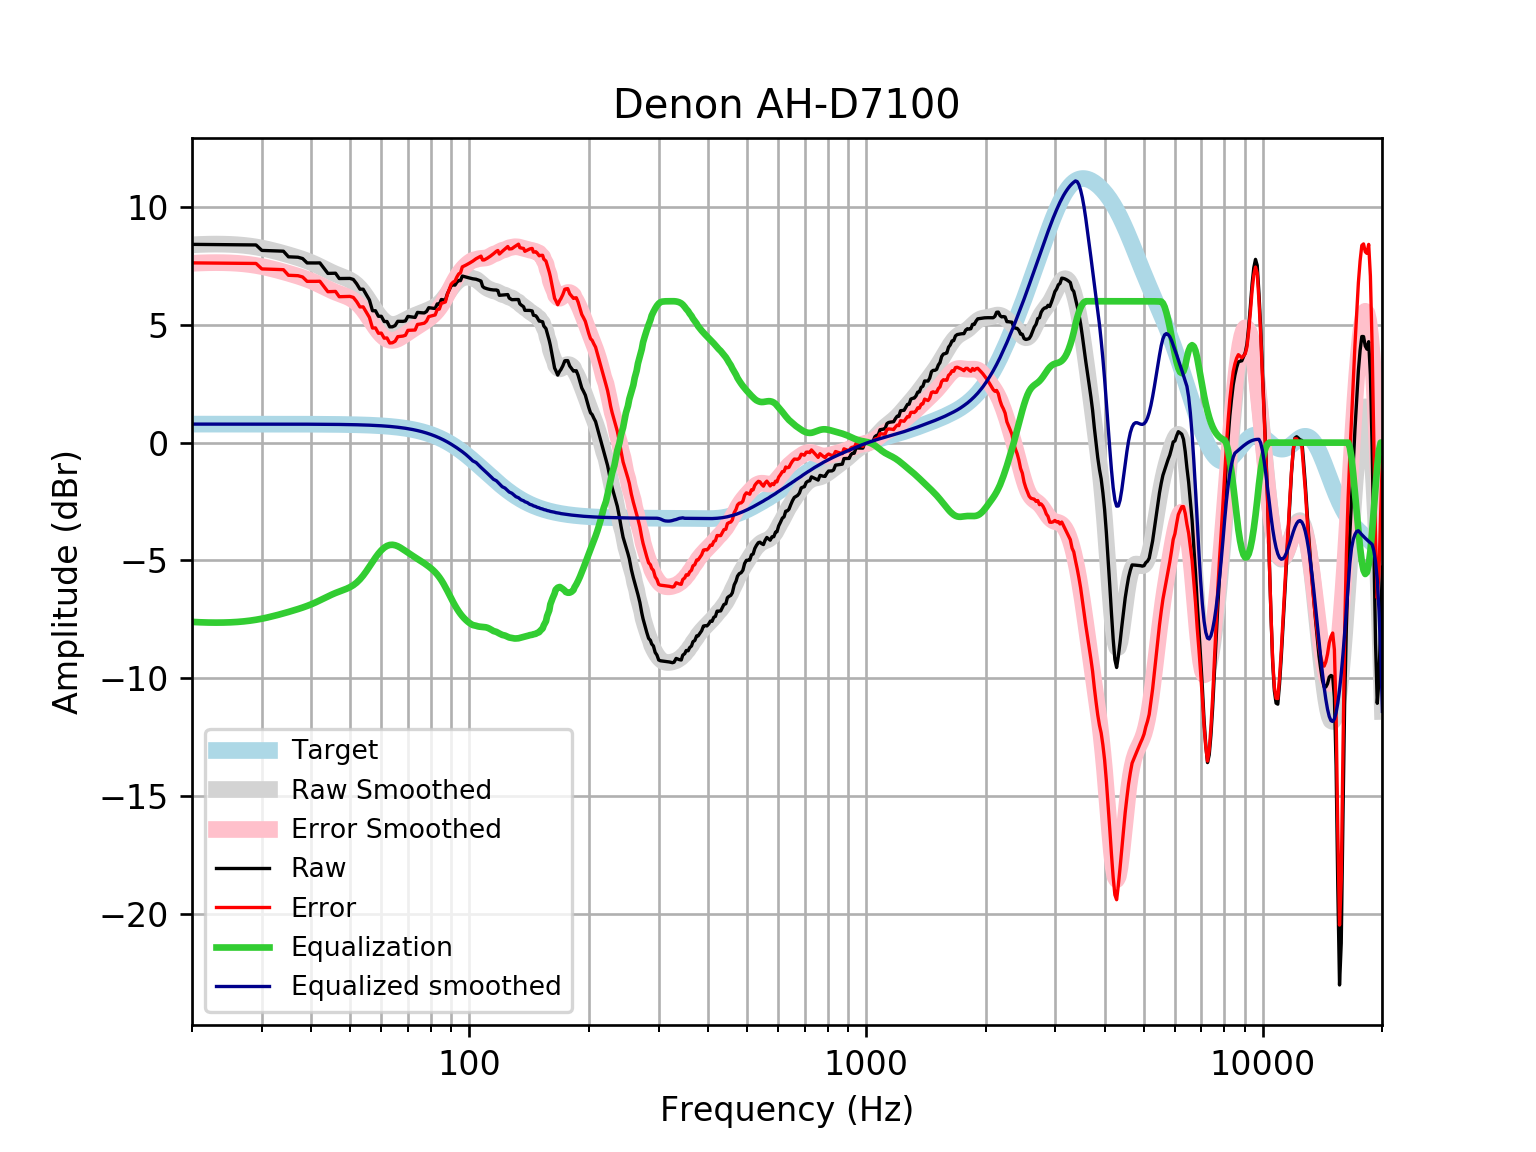 Denon AH-D7100
Amplitude (dBr)
10
5
0
−5
−10
−15
−20
Target
Raw Smoothed
Error Smoothed
Raw
Error
Equalization
Equalized smoothed
100
1000
10000
Frequency (Hz)